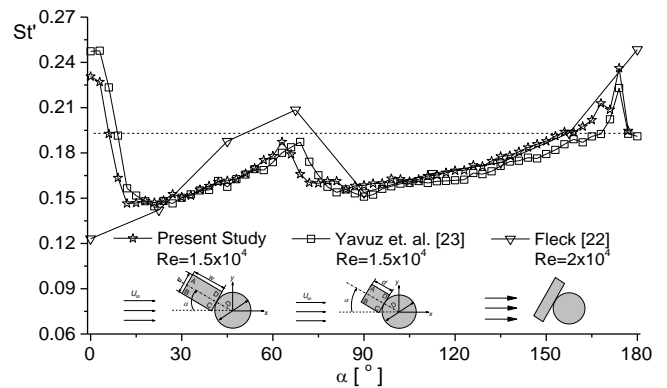 St'
0.27
0.24
0.21
0.18
0.15
0.12
0.09
0.06
Present Study Yavuz et. al. [23] Fleck [22]
Re=1.5x10⁴ Re=1.5x10⁴ Re=2x10⁴
0 30 60 90 120 150 180
α [ ° ]